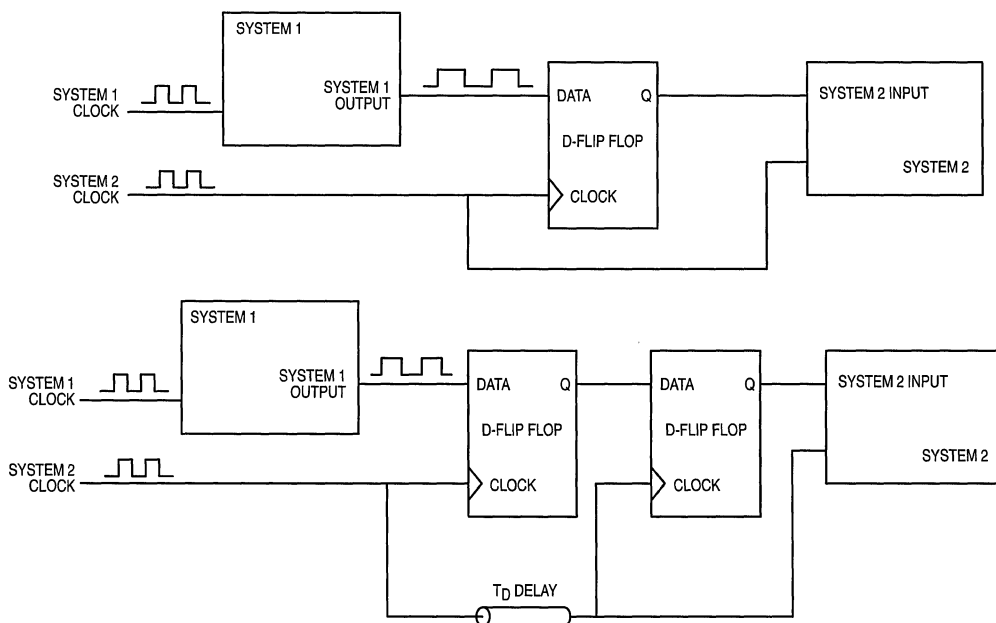 SYSTEM 1
SYSTEM 1
CLOCK
SYSTEM 1
OUTPUT
DATA
Q
D-FLIP FLOP
CLOCK
SYSTEM 2
CLOCK
SYSTEM 2 INPUT
SYSTEM 2
SYSTEM 1
SYSTEM 1
CLOCK
SYSTEM 1
OUTPUT
DATA
Q
D-FLIP FLOP
CLOCK
DATA
Q
D-FLIP FLOP
CLOCK
SYSTEM 2
CLOCK
SYSTEM 2 INPUT
SYSTEM 2
TD DELAY